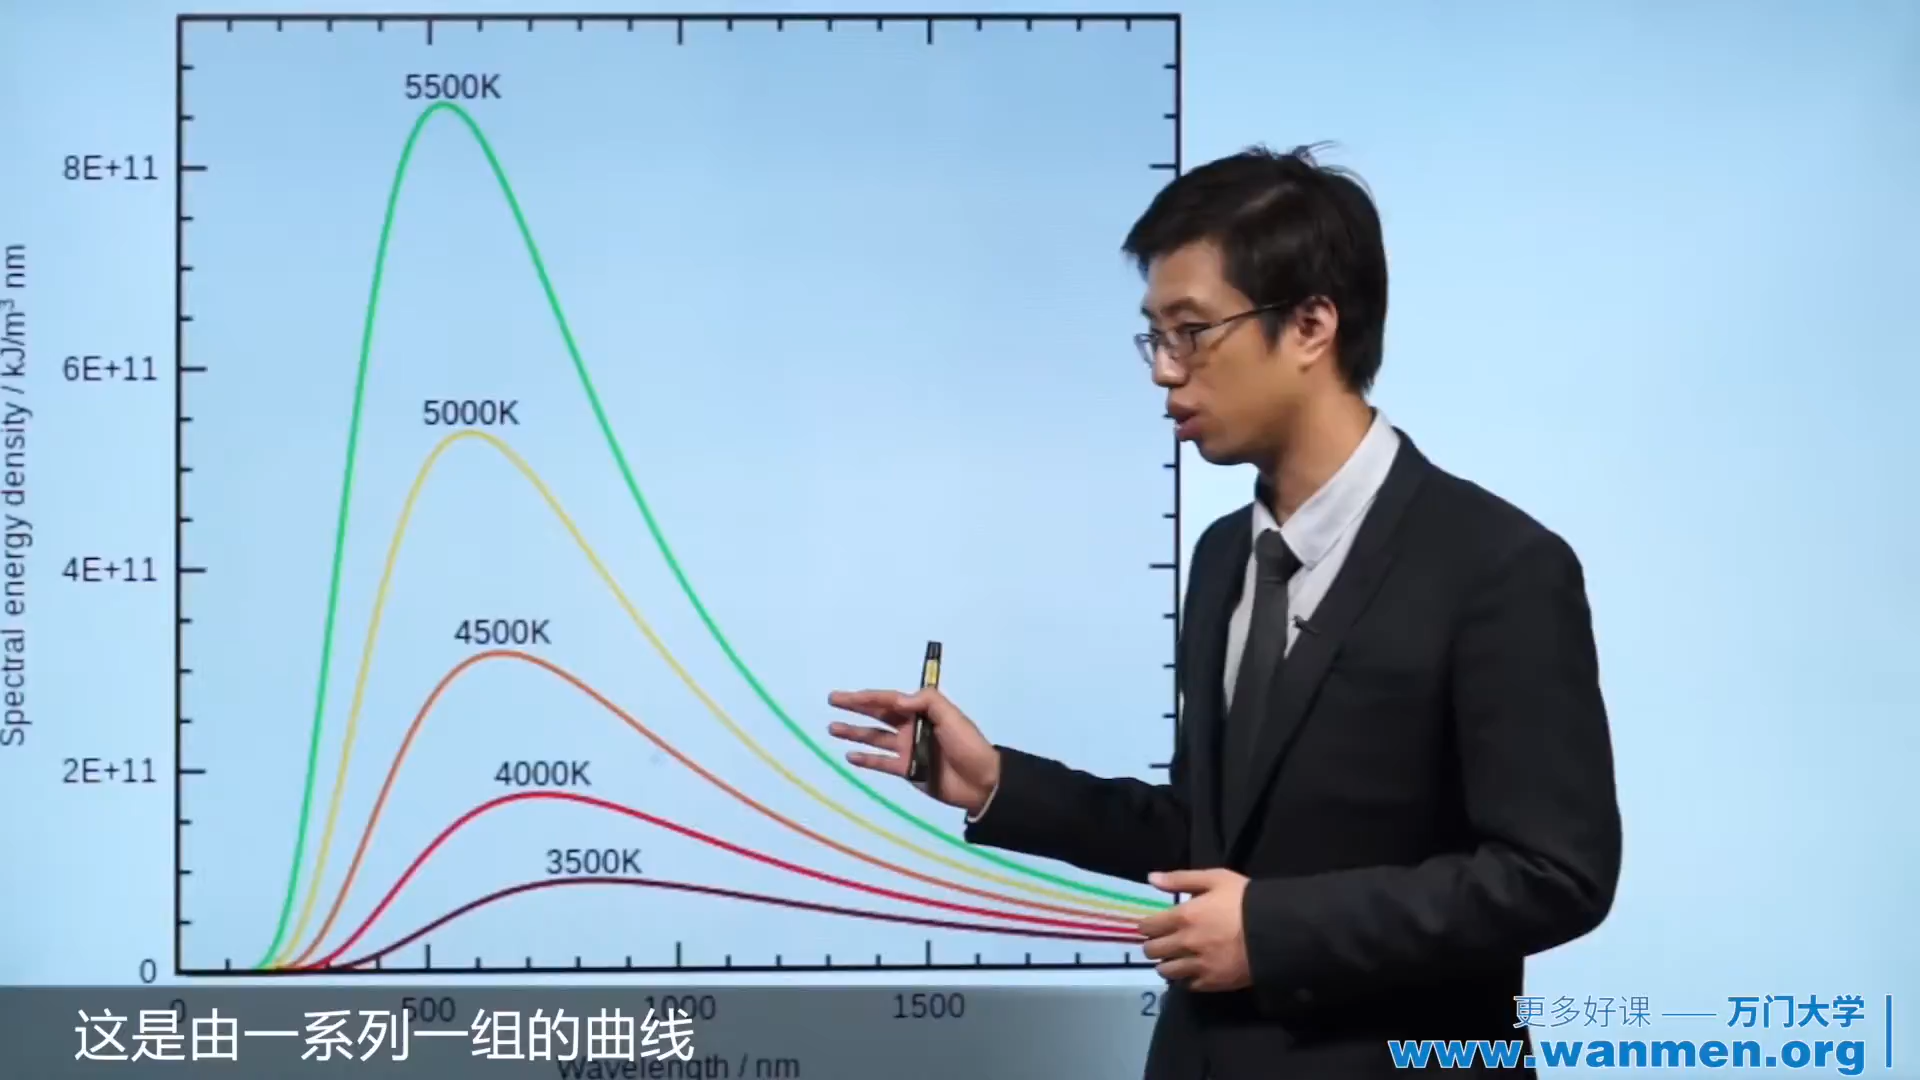 5500K
8E+11
Spectral energy density / kJ/m³ nm
6E+11
5000K
4E+11
4500K
2E+11
4000K
3500K
0
0
500
1000
1500
Wavelength / nm
这是由一系列一组的曲线
更多好课 —— 万门大学
www.wanmen.org